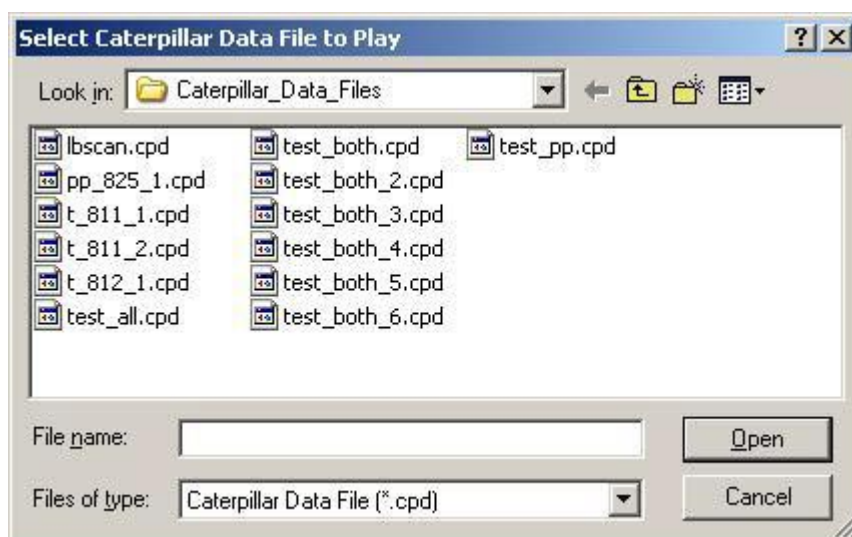 Select Caterpillar Data File to Play
Look in: Caterpillar_Data_Files
lbscan.cpd test_both.cpd test_pp.cpd
pp_825_1.cpd test_both_2.cpd
t_811_1.cpd test_both_3.cpd
t_811_2.cpd test_both_4.cpd
t_812_1.cpd test_both_5.cpd
test_all.cpd test_both_6.cpd
File name: Open
Files of type: Caterpillar Data File (*.cpd) Cancel